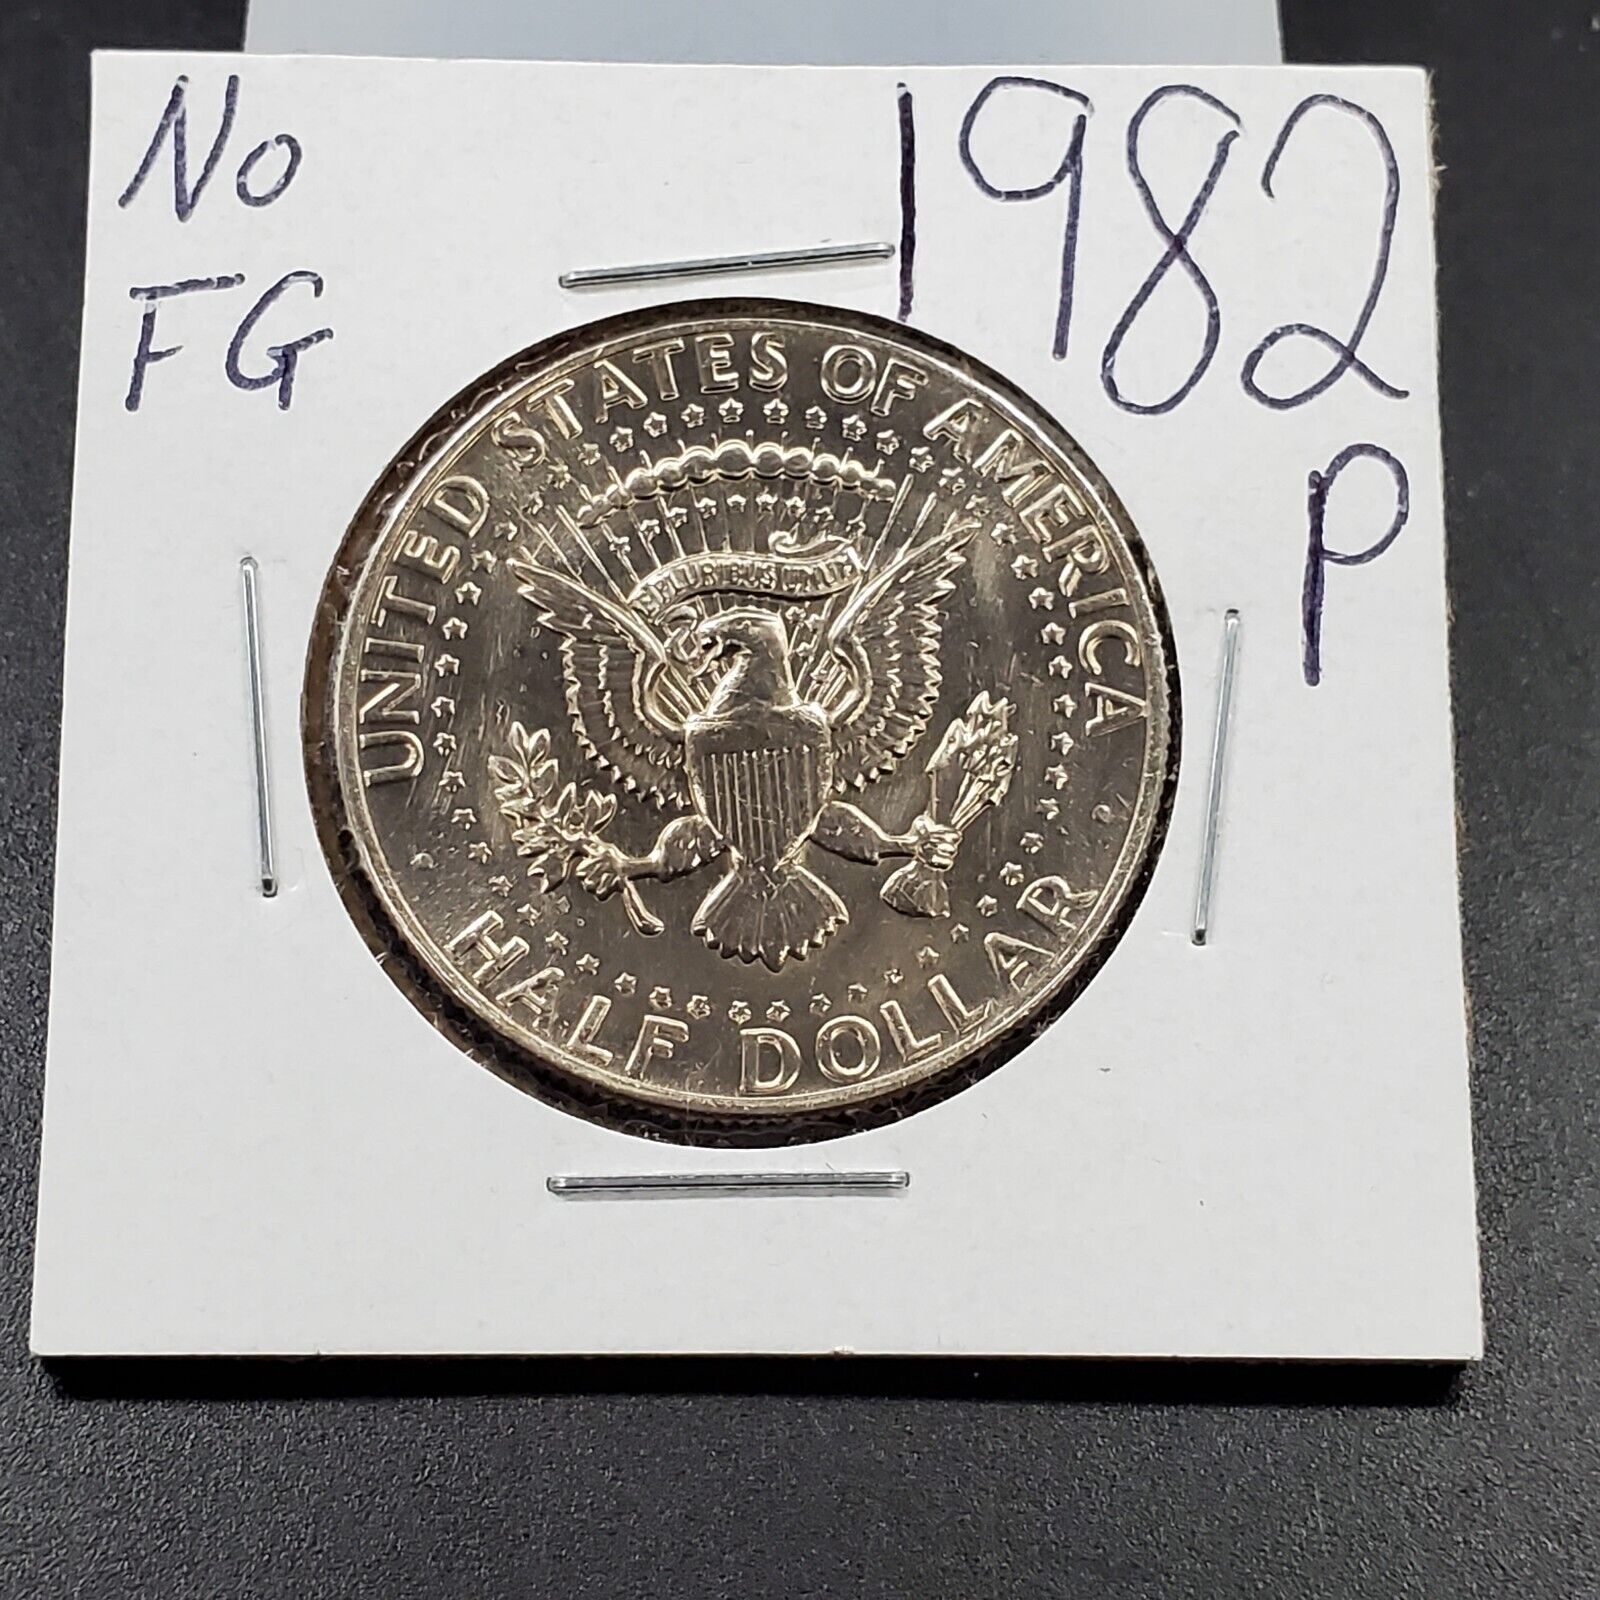 No
FG
1982
P
UNITED STATES OF AMERICA
E PLURIBUS UNUM
HALF DOLLAR